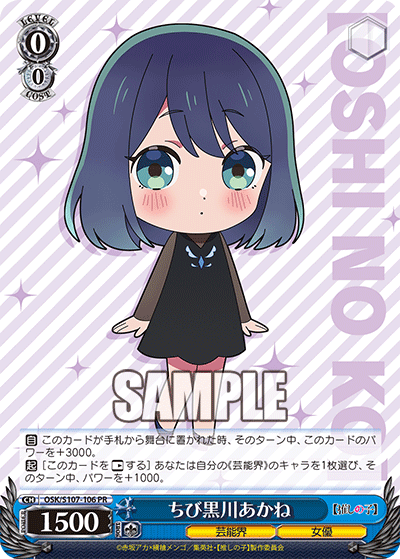 LEVEL
0
0
COST
OSHI NO KO
SAMPLE
自 このカードが手札から舞台に置かれた時、そのターン中、このカードのパ
ワーを+3000。
起 [このカードを する] あなたは自分の《芸能界》のキャラを1枚選び、そ
のターン中、パワーを+1000。
CH OSK/S107-106 PR
POWER
1500
ちび黒川あかね
【推しの子】
芸能界
女優
©赤坂アカ×横槍メンゴ／集英社・【推しの子】製作委員会